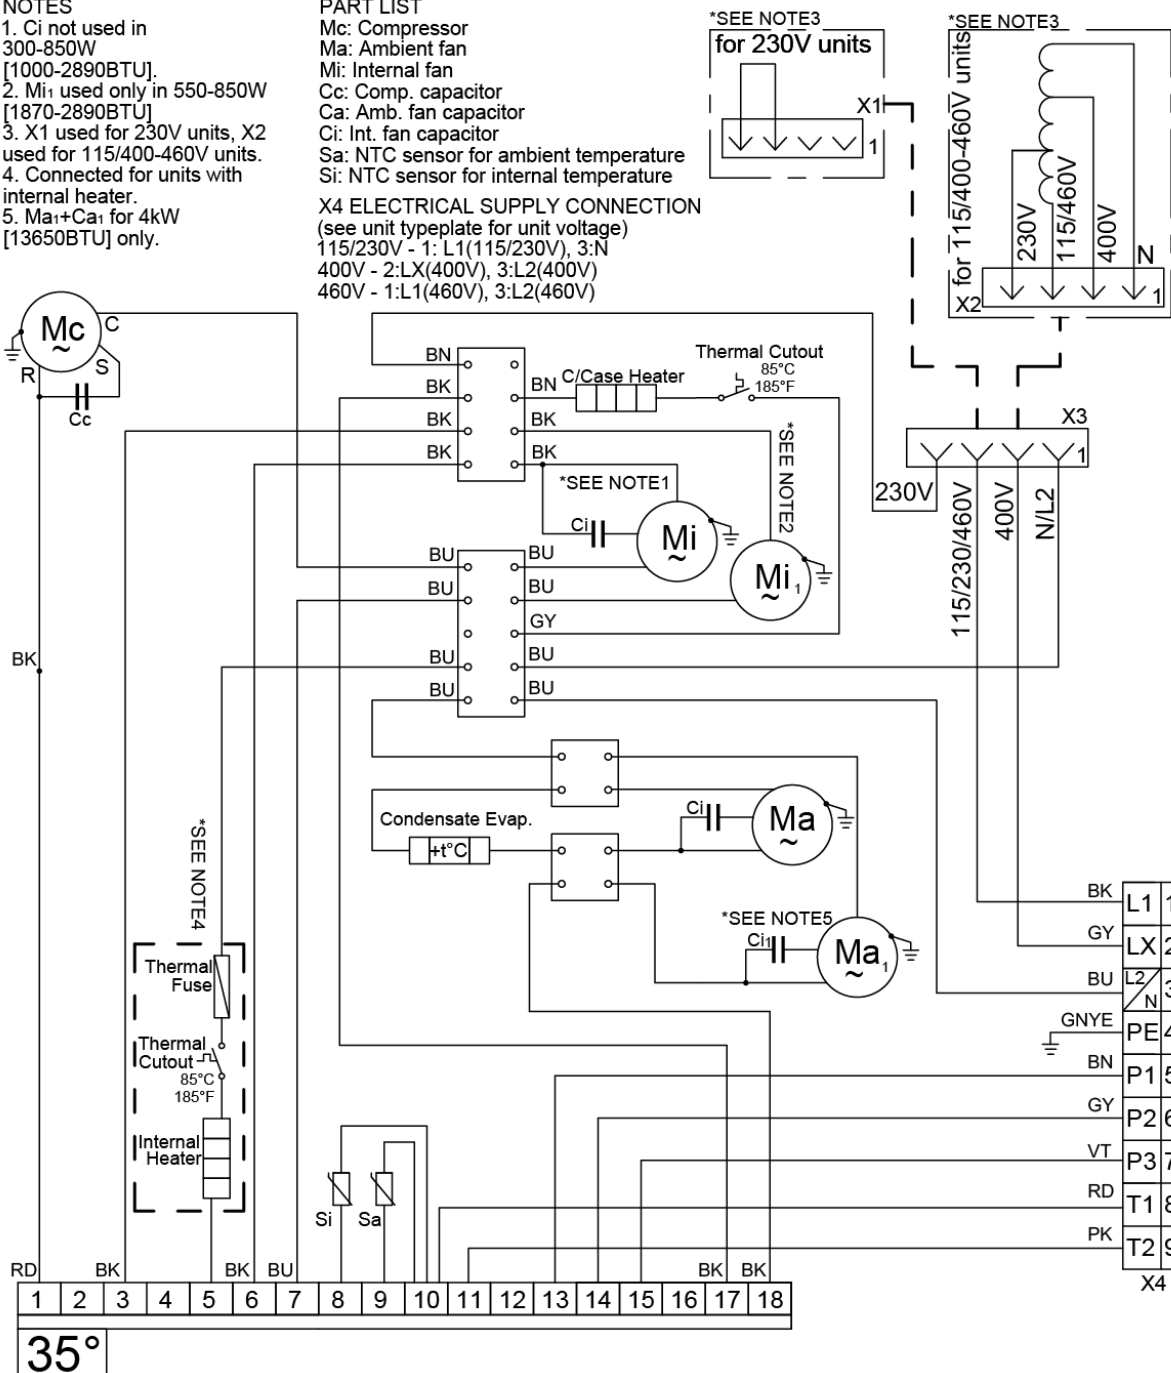 NOTES
1. Ci not used in
300-850W
[1000-2890BTU].
2. Mi₁ used only in 550-850W
[1870-2890BTU]
3. X1 used for 230V units, X2
used for 115/400-460V units.
4. Connected for units with
internal heater.
5. Ma₁+Ca₁ for 4kW
[13650BTU] only.
PART LIST
Mc: Compressor
Ma: Ambient fan
Mi: Internal fan
Cc: Comp. capacitor
Ca: Amb. fan capacitor
Ci: Int. fan capacitor
Sa: NTC sensor for ambient temperature
Si: NTC sensor for internal temperature
X4 ELECTRICAL SUPPLY CONNECTION
(see unit typeplate for unit voltage)
115/230V - 1: L1(115/230V), 3:N
400V - 2:LX(400V), 3:L2(400V)
460V - 1:L1(460V), 3:L2(460V)
*SEE NOTE3
for 230V units
X1
1
*SEE NOTE3
for 115/400-460V units
230V
115/460V
400V
N
X2
1
Mc
~
C
S
R
Cc
BN
BK
BK
BK
BN
C/Case Heater
Thermal Cutout
85°C
185°F
BK
BK
*SEE NOTE1
*SEE NOTE2
Ci
Mi
~
Mi₁
~
X3
1
230V
115/230/460V
400V
N/L2
BU
BU
BU
BU
BU
BU
GY
BU
BU
BK
Condensate Evap.
+t°C
Ci
Ma
~
*SEE NOTE5
Ci₁
Ma₁
~
*SEE NOTE4
Thermal
Fuse
Thermal
Cutout
85°C
185°F
Internal
Heater
Si
Sa
BK L1 1
GY LX 2
BU L2/N 3
GNYE PE 4
BN P1 5
GY P2 6
VT P3 7
RD T1 8
PK T2 9
X4
RD BK BK BU BK BK
1 2 3 4 5 6 7 8 9 10 11 12 13 14 15 16 17 18
35°